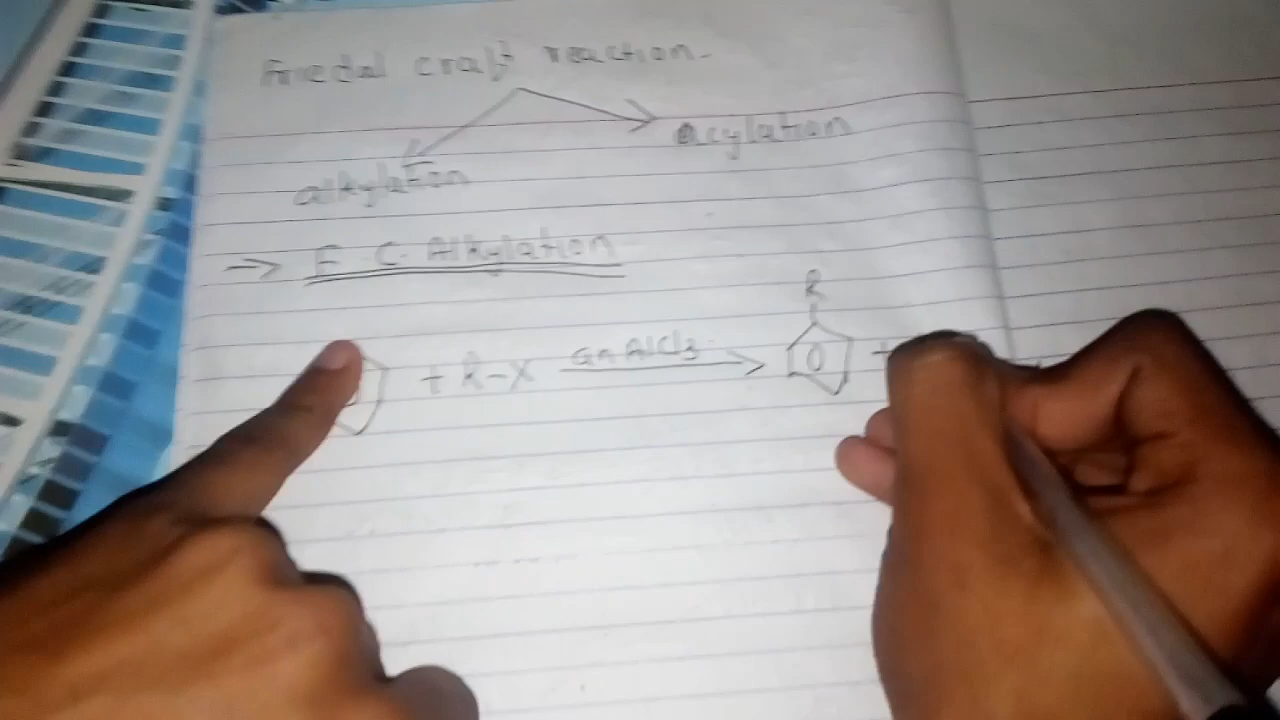 Friedal craft reaction.
acylation
alkylation
→ F C Alkylation
+ R-X an AlCl3 → R +